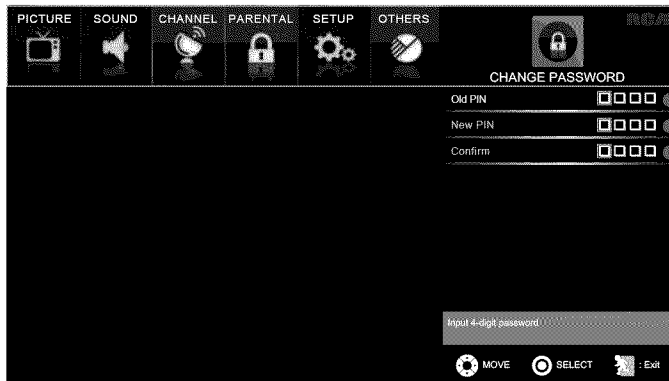 PICTURE SOUND CHANNEL PARENTAL SETUP OTHERS
RCA
CHANGE PASSWORD
Old PIN
New PIN
Confirm
Input 4-digit password
MOVE SELECT : Exit